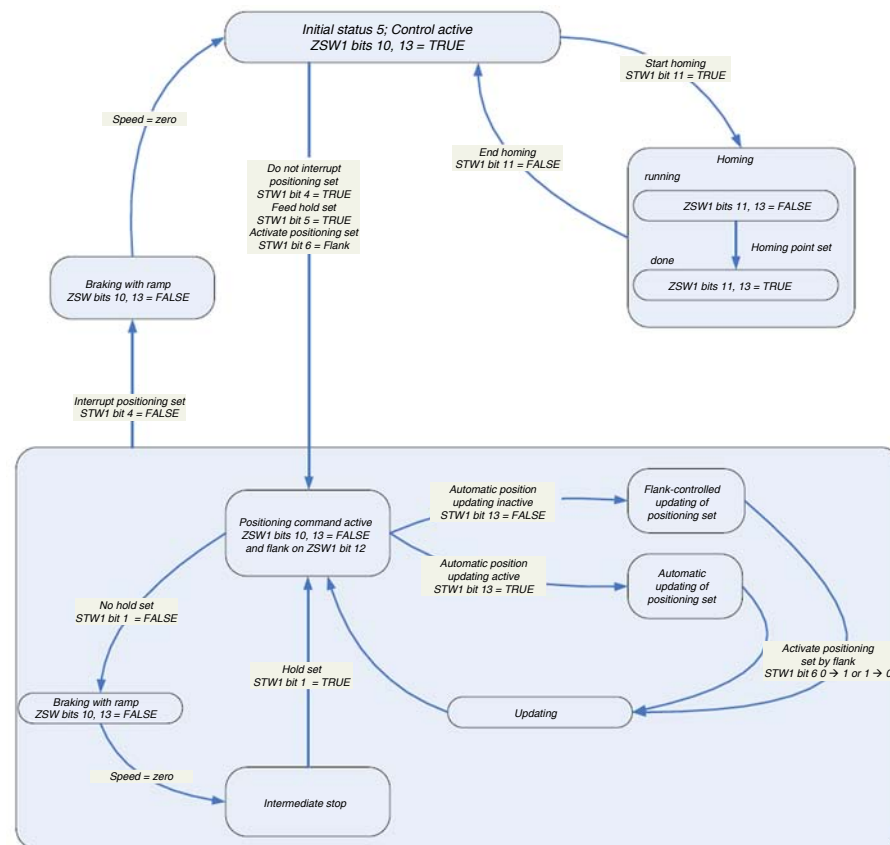 Initial status 5; Control active
ZSW1 bits 10, 13 = TRUE
Start homing
STW1 bit 11 = TRUE
Speed = zero
End homing
STW1 bit 11 = FALSE
Do not interrupt
positioning set
STW1 bit 4 = TRUE
Feed hold set
STW1 bit 5 = TRUE
Activate positioning set
STW1 bit 6 = Flank
Homing
running
ZSW1 bits 11, 13 = FALSE
Homing point set
done
ZSW1 bits 11, 13 = TRUE
Braking with ramp
ZSW bits 10, 13 = FALSE
Interrupt positioning set
STW1 bit 4 = FALSE
Positioning command active
ZSW1 bits 10, 13 = FALSE
and flank on ZSW1 bit 12
Automatic position
updating inactive
STW1 bit 13 = FALSE
Flank-controlled
updating of
positioning set
Automatic position
updating active
STW1 bit 13 = TRUE
Automatic
updating of
positioning set
No hold set
STW1 bit 1 = FALSE
Hold set
STW1 bit 1 = TRUE
Activate positioning
set by flank
STW1 bit 6 0 → 1 or 1 → 0
Braking with ramp
ZSW bits 10, 13 = FALSE
Updating
Speed = zero
Intermediate stop